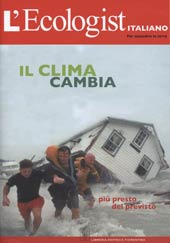 L'Ecologist ITALIANO
Per salvare la terra
IL CLIMA
CAMBIA
più presto
del previsto
LIBRERIA EDITRICE FIORENTINA